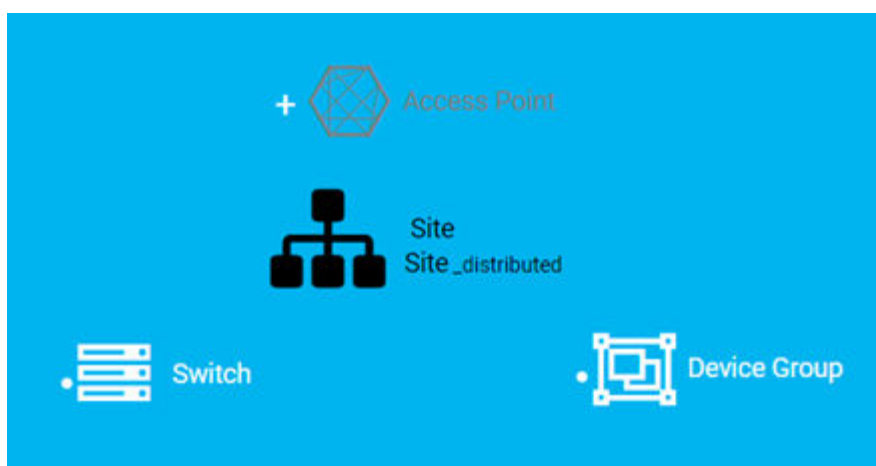 + Access Point
Site
Site_distributed
Switch
Device Group